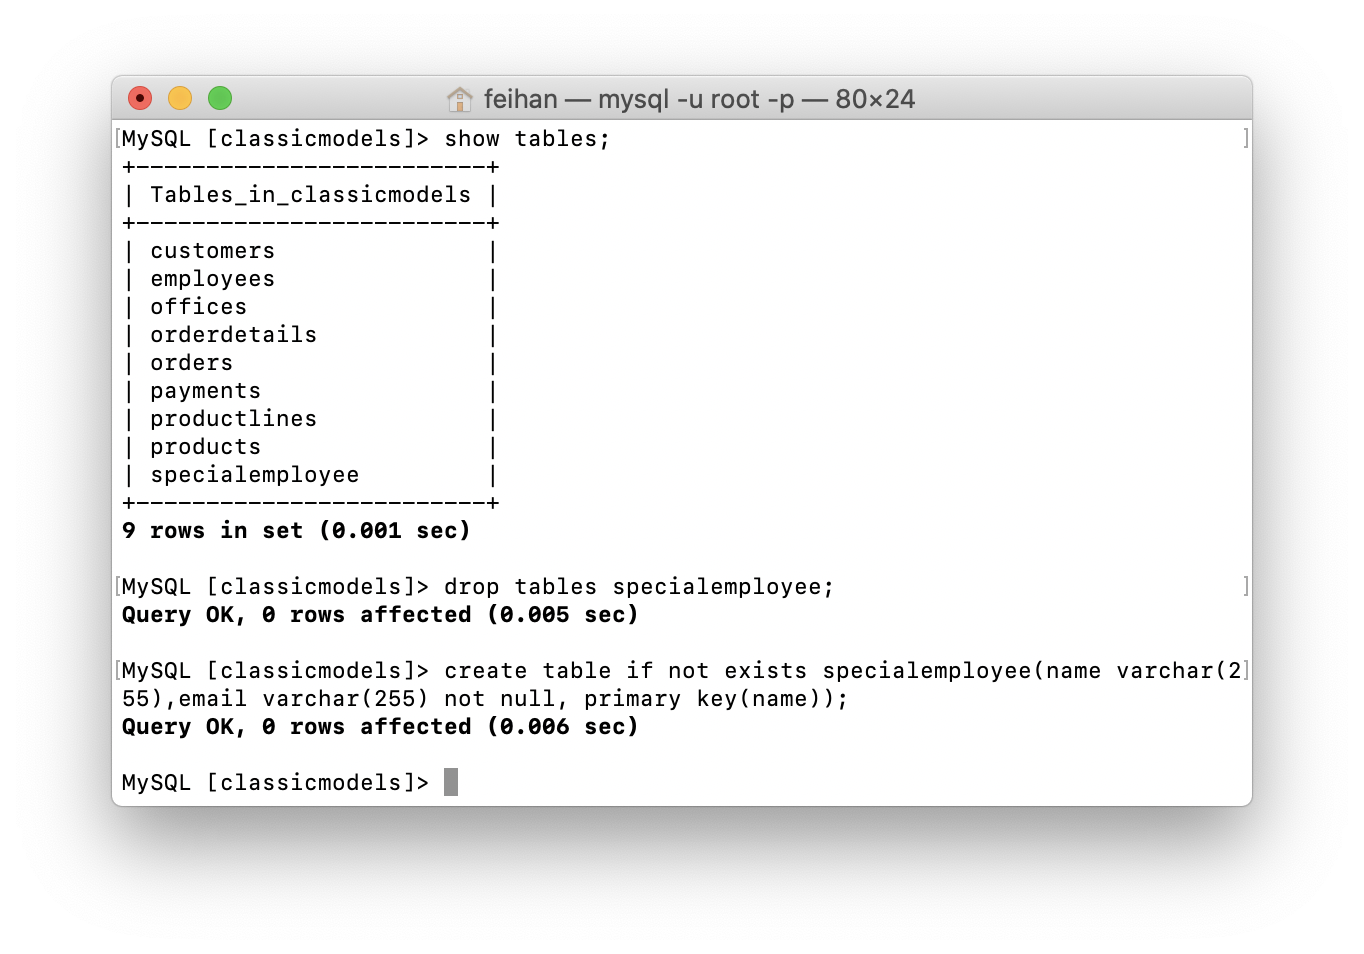 feihan — mysql -u root -p — 80×24
MySQL [classicmodels]> show tables;
+-------------------------+
| Tables_in_classicmodels |
+-------------------------+
| customers               |
| employees               |
| offices                 |
| orderdetails            |
| orders                  |
| payments                |
| productlines            |
| products                |
| specialemployee         |
+-------------------------+
9 rows in set (0.001 sec)
MySQL [classicmodels]> drop tables specialemployee;
Query OK, 0 rows affected (0.005 sec)
MySQL [classicmodels]> create table if not exists specialemployee(name varchar(2
55),email varchar(255) not null, primary key(name));
Query OK, 0 rows affected (0.006 sec)
MySQL [classicmodels]>